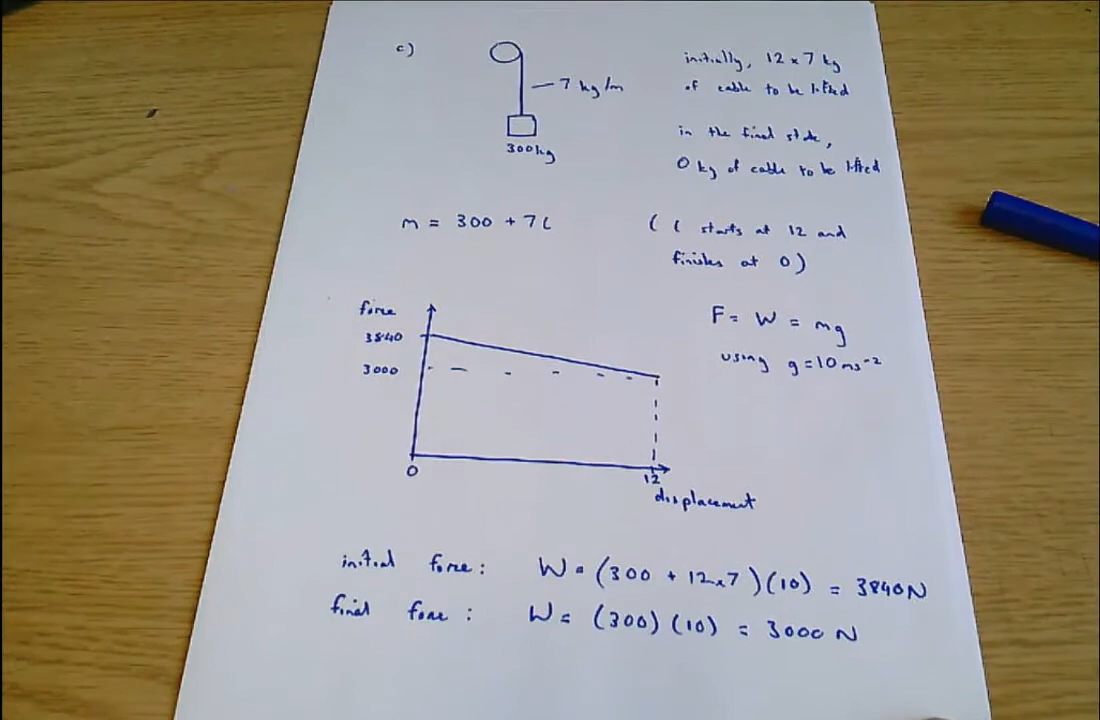 c)
7 kg/m
300kg
initially, 12 x 7 kg
of cable to be lifted
in the final state,
0 kg of cable to be lifted
m = 300 + 7l
( l starts at 12 and
finishes at 0)
force
3840
3000
0
12
displacement
F = W = mg
using g=10 ms⁻²
initial force: W = (300 + 12x7)(10) = 3840N
final force: W = (300)(10) = 3000 N